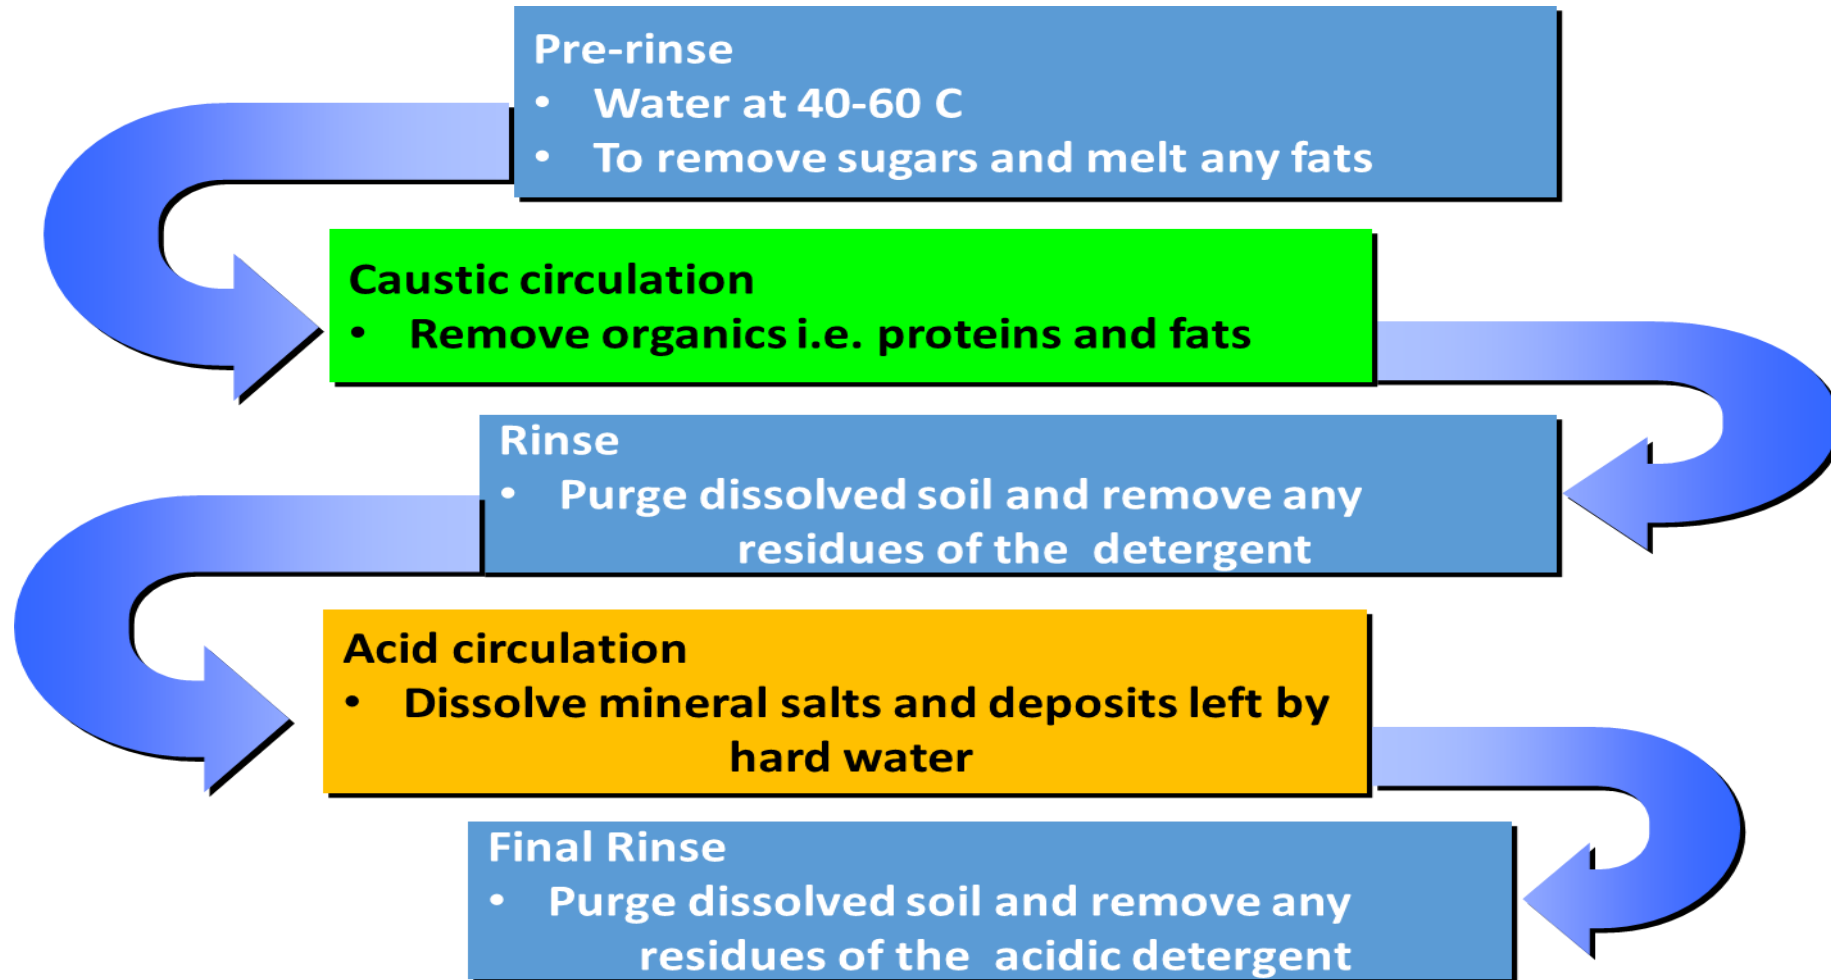 Pre-rinse
• Water at 40-60 C
• To remove sugars and melt any fats
Caustic circulation
• Remove organics i.e. proteins and fats
Rinse
• Purge dissolved soil and remove any
residues of the detergent
Acid circulation
• Dissolve mineral salts and deposits left by
hard water
Final Rinse
• Purge dissolved soil and remove any
residues of the acidic detergent